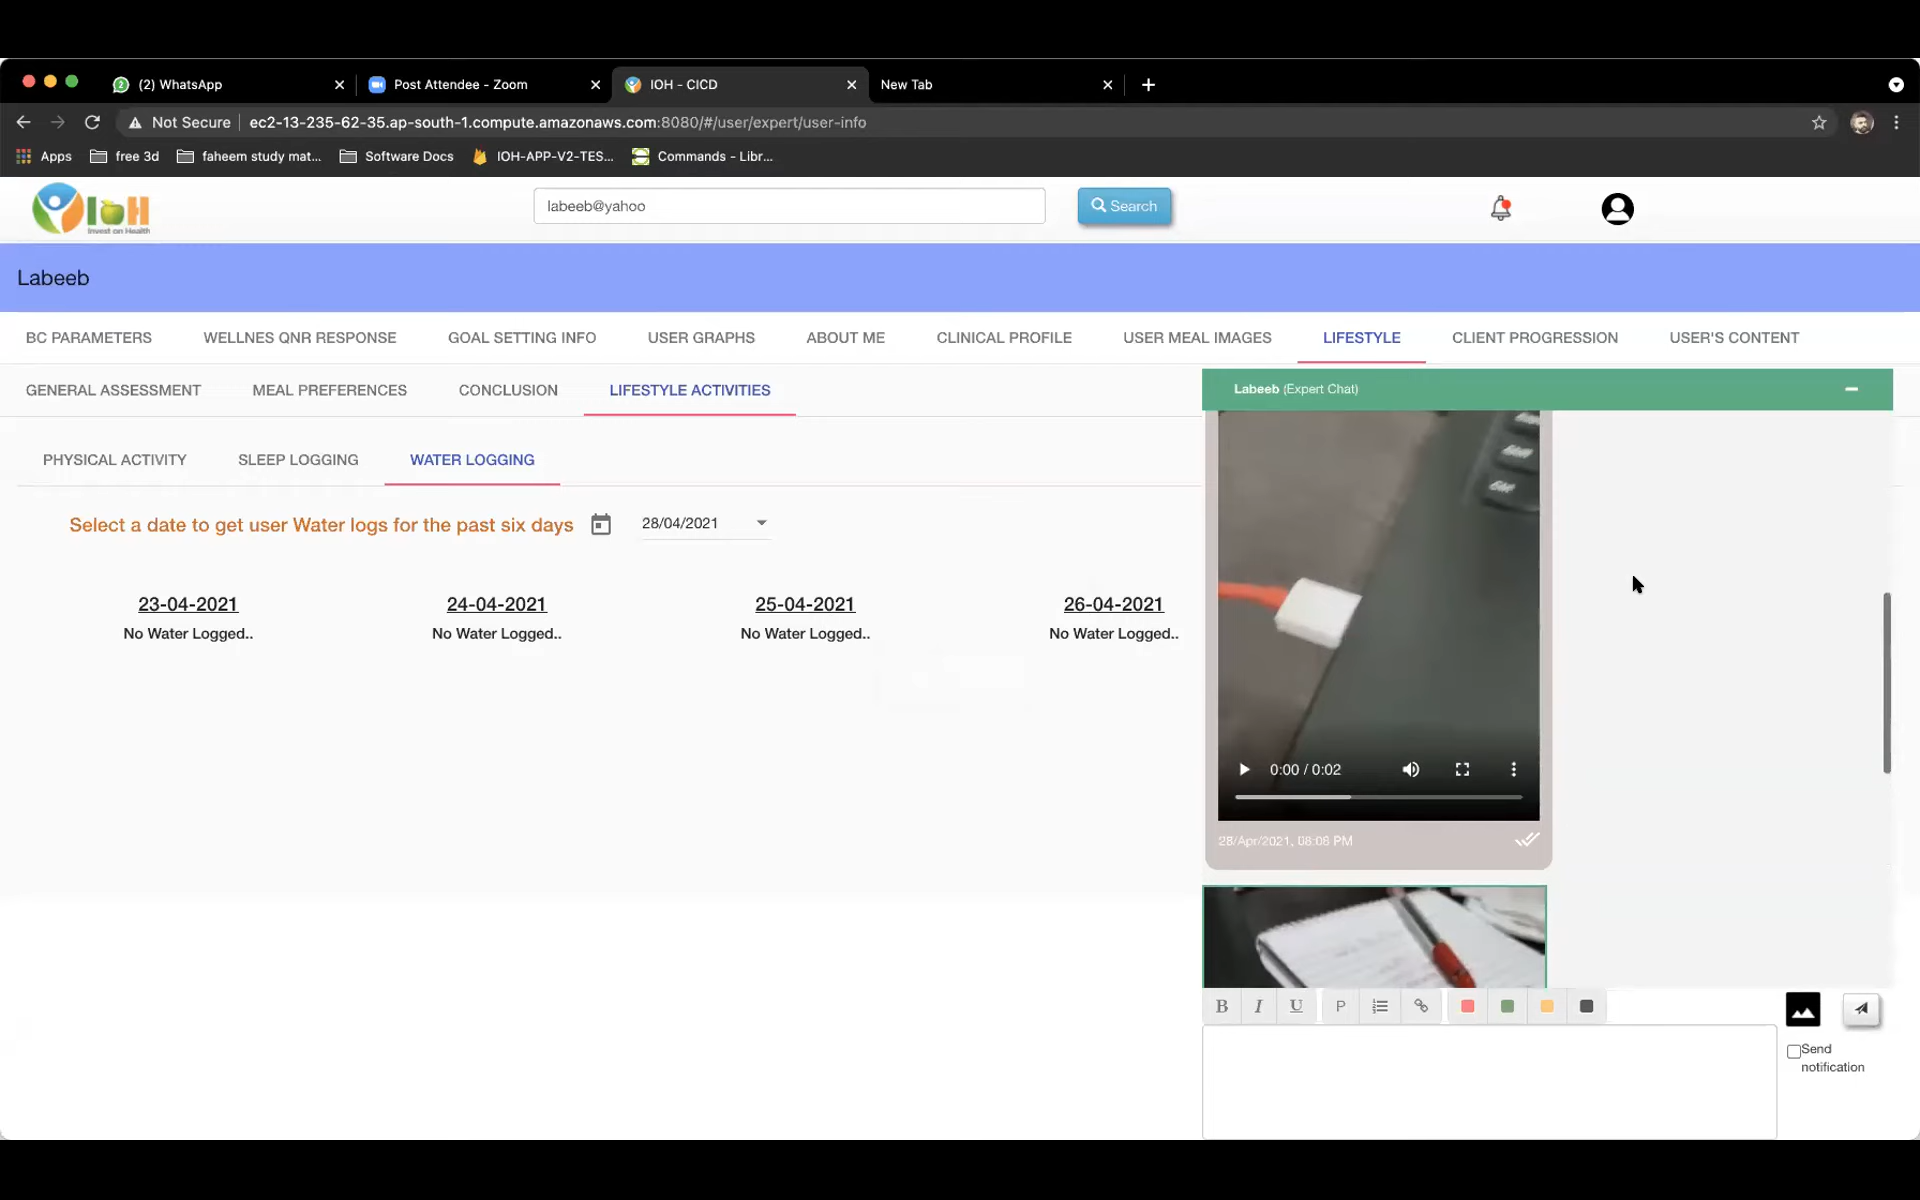 (2) WhatsApp
Post Attendee - Zoom
IOH - CICD
New Tab
Not Secure
ec2-13-235-62-35.ap-south-1.compute.amazonaws.com:8080/#/user/expert/user-info
Apps
free 3d
faheem study mat...
Software Docs
IOH-APP-V2-TES...
Commands - Libr...
IoH
Invest on Health
labeeb@yahoo
Search
Labeeb
BC PARAMETERS
WELLNES QNR RESPONSE
GOAL SETTING INFO
USER GRAPHS
ABOUT ME
CLINICAL PROFILE
USER MEAL IMAGES
LIFESTYLE
CLIENT PROGRESSION
USER'S CONTENT
GENERAL ASSESSMENT
MEAL PREFERENCES
CONCLUSION
LIFESTYLE ACTIVITIES
Labeeb (Expert Chat)
PHYSICAL ACTIVITY
SLEEP LOGGING
WATER LOGGING
Select a date to get user Water logs for the past six days
28/04/2021
23-04-2021
No Water Logged..
24-04-2021
No Water Logged..
25-04-2021
No Water Logged..
26-04-2021
No Water Logged..
0:00 / 0:02
28/Apr/2021, 08:06 PM
B I U P
Send
notification